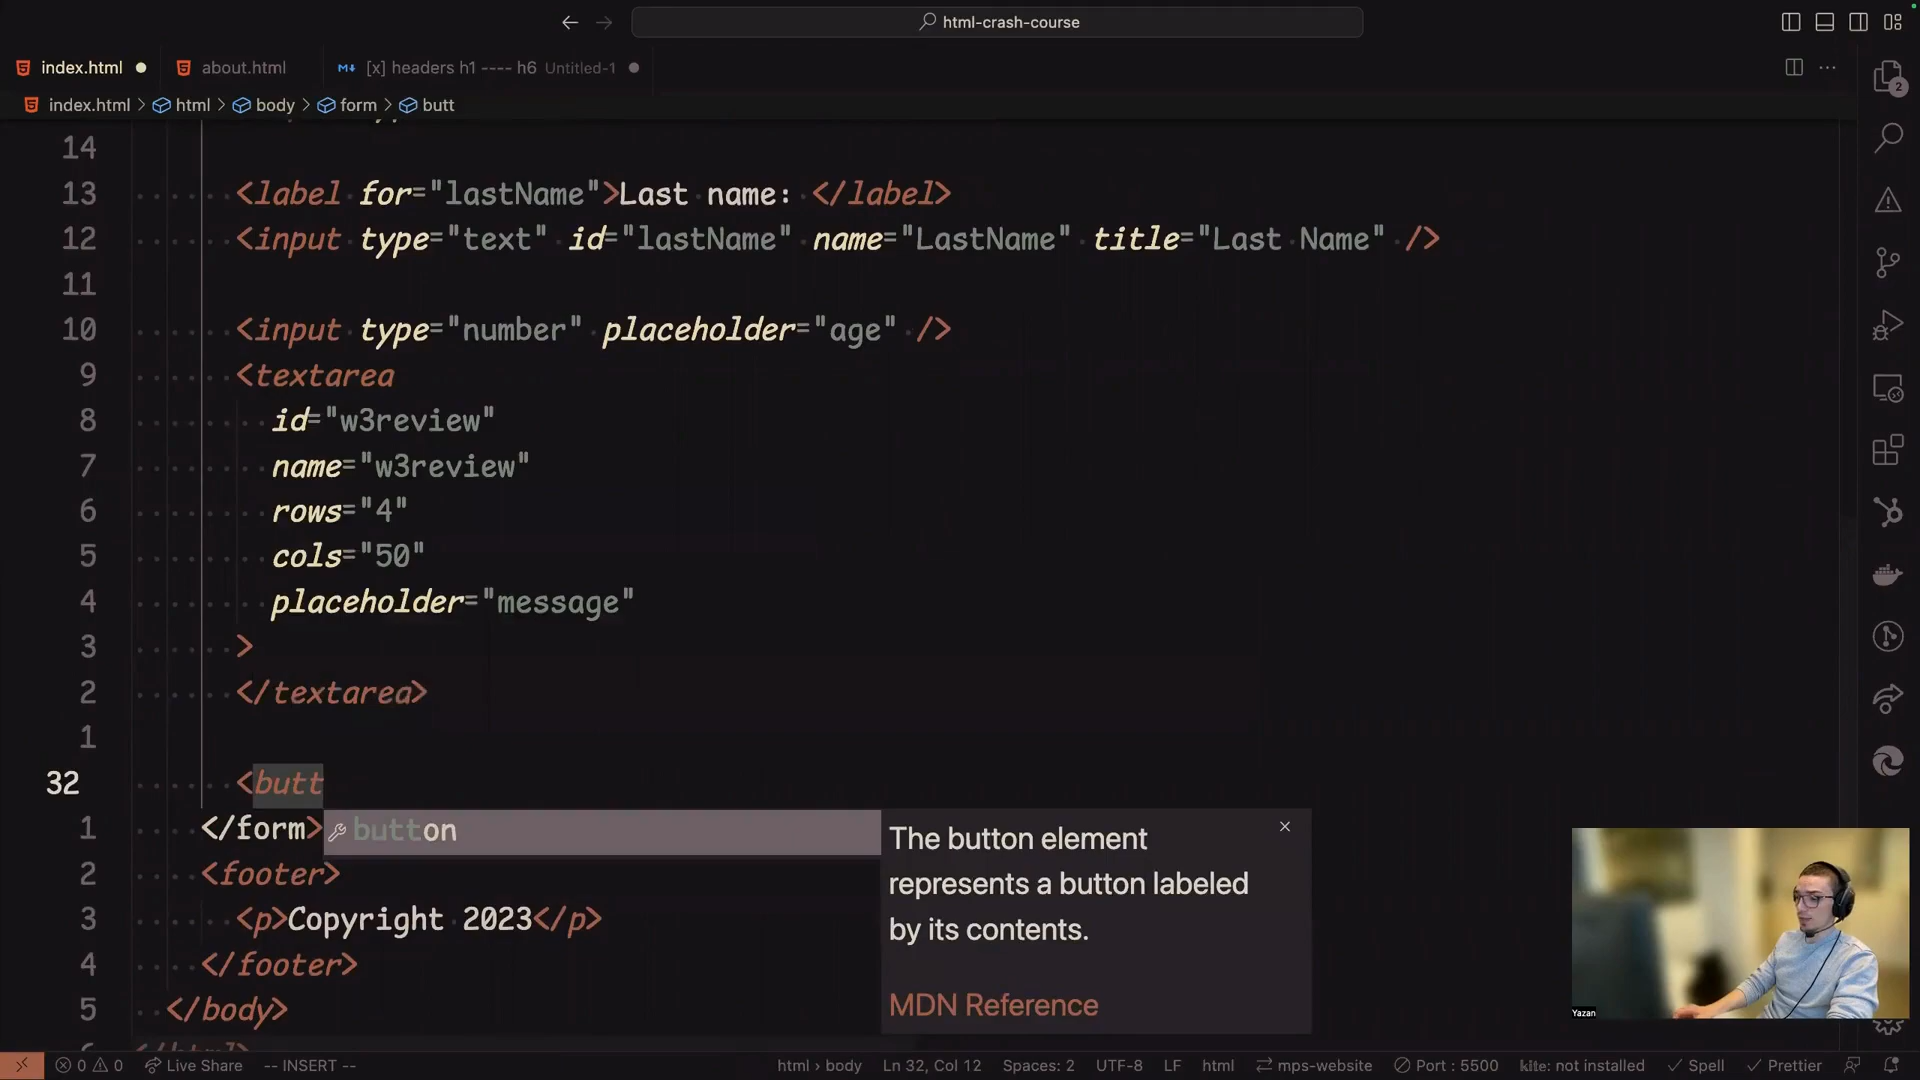 html-crash-course
index.html
about.html
[x] headers h1 ---- h6 Untitled-1
index.html > html > body > form > butt
14
13 <label for="lastName">Last name: </label>
12 <input type="text" id="lastName" name="LastName" title="Last Name" />
11
10 <input type="number" placeholder="age" />
9 <textarea
8 id="w3review"
7 name="w3review"
6 rows="4"
5 cols="50"
4 placeholder="message"
3 >
2 </textarea>
1
32 <butt
1 </form>
button
The button element
represents a button labeled
by its contents.
MDN Reference
2 <footer>
3 <p>Copyright 2023</p>
4 </footer>
5 </body>
2
Yazan
0 0 Live Share -- INSERT -- html > body Ln 32, Col 12 Spaces: 2 UTF-8 LF html mps-website Port : 5500 kite: not installed Spell Prettier